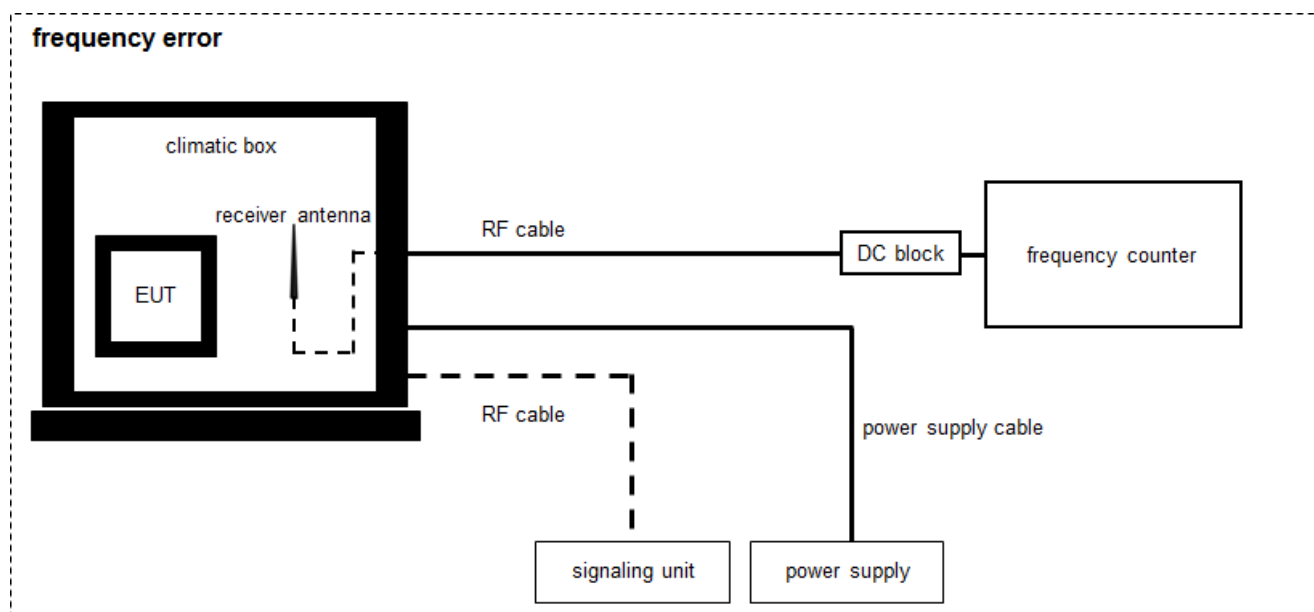 frequency error
climatic box
receiver antenna
EUT
RF cable
DC block
frequency counter
RF cable
power supply cable
signaling unit
power supply